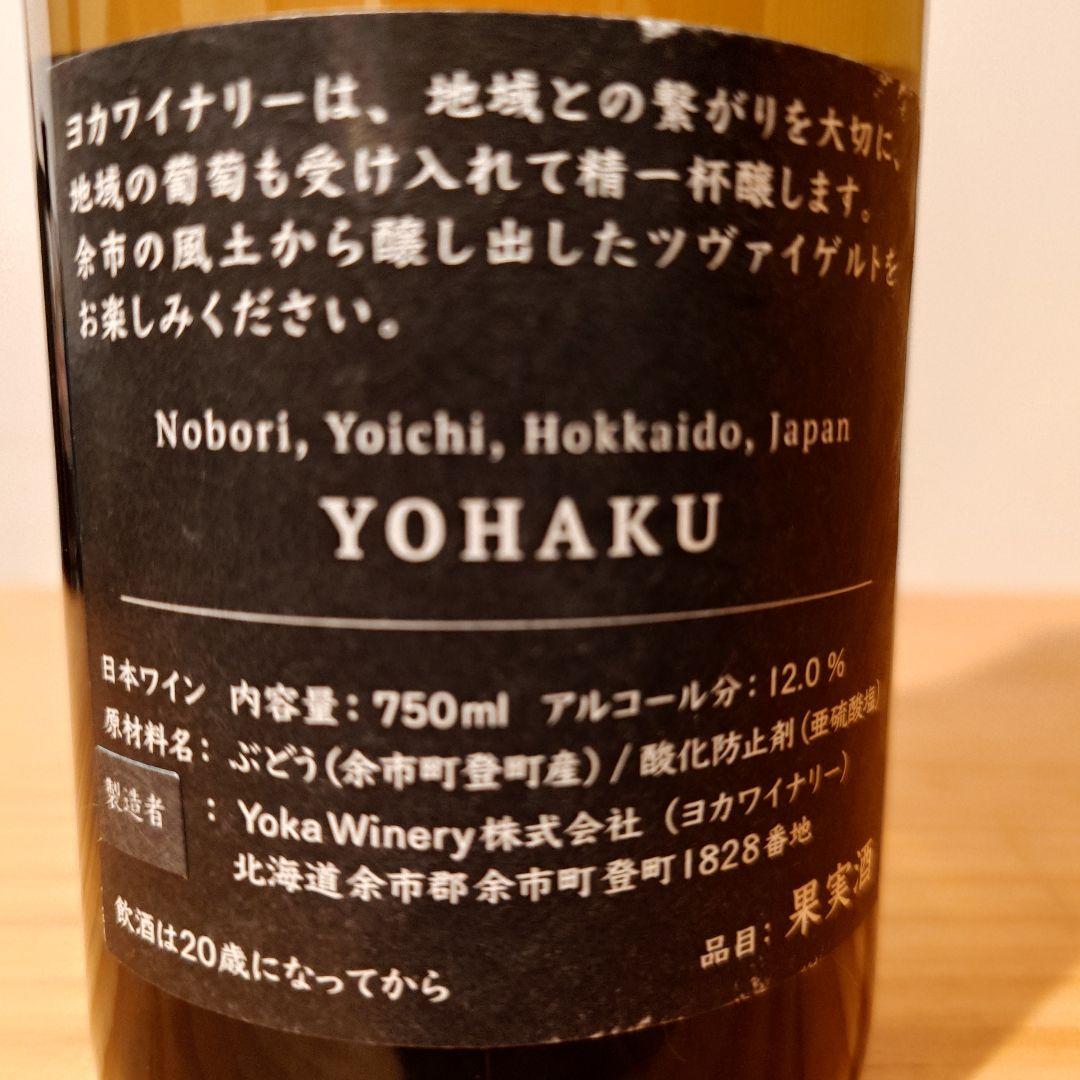 ヨカワイナリーは、地域との繋がりを大切に、
地域の葡萄も受け入れて精一杯醸します。
余市の風土から醸し出したツヴァイゲルトを
お楽しみください。
Nobori, Yoichi, Hokkaido, Japan
YOHAKU
日本ワイン 内容量：750ml アルコール分：12.0%
原材料名：ぶどう(余市町登町産)/酸化防止剤(亜硫酸塩)
製造者：Yoka Winery株式会社（ヨカワイナリー）
北海道余市郡余市町登町1828番地
飲酒は20歳になってから
品目：果実酒